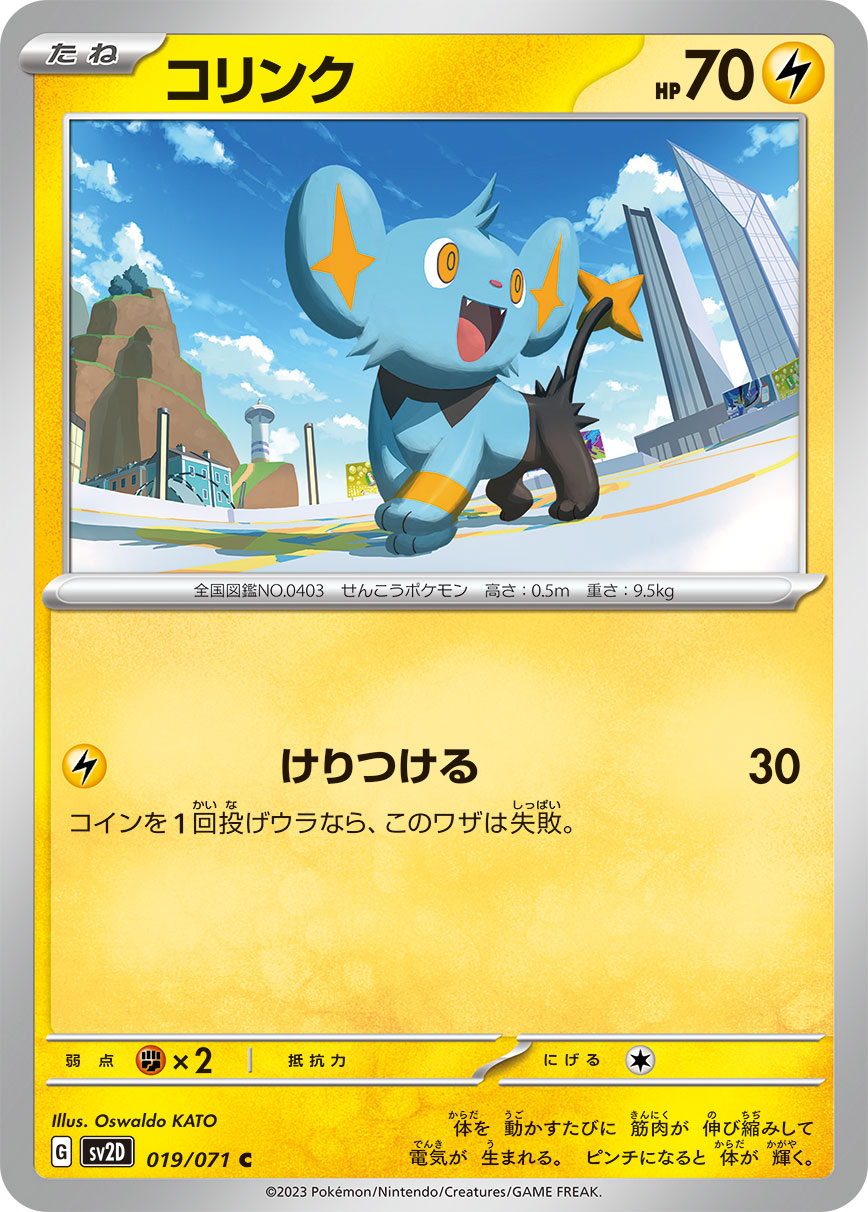 たね
コリンク
HP70
全国図鑑NO.0403 せんこうポケモン 高さ：0.5m 重さ：9.5kg
けりつける 30
コインを1回投げウラなら、このワザは失敗。
弱点 ×2 抵抗力 にげる
Illus. Oswaldo KATO
体を 動かすたびに 筋肉が 伸び縮みして
電気が 生まれる。 ピンチになると 体が 輝く。
G sv2D 019/071 C
©2023 Pokémon/Nintendo/Creatures/GAME FREAK.